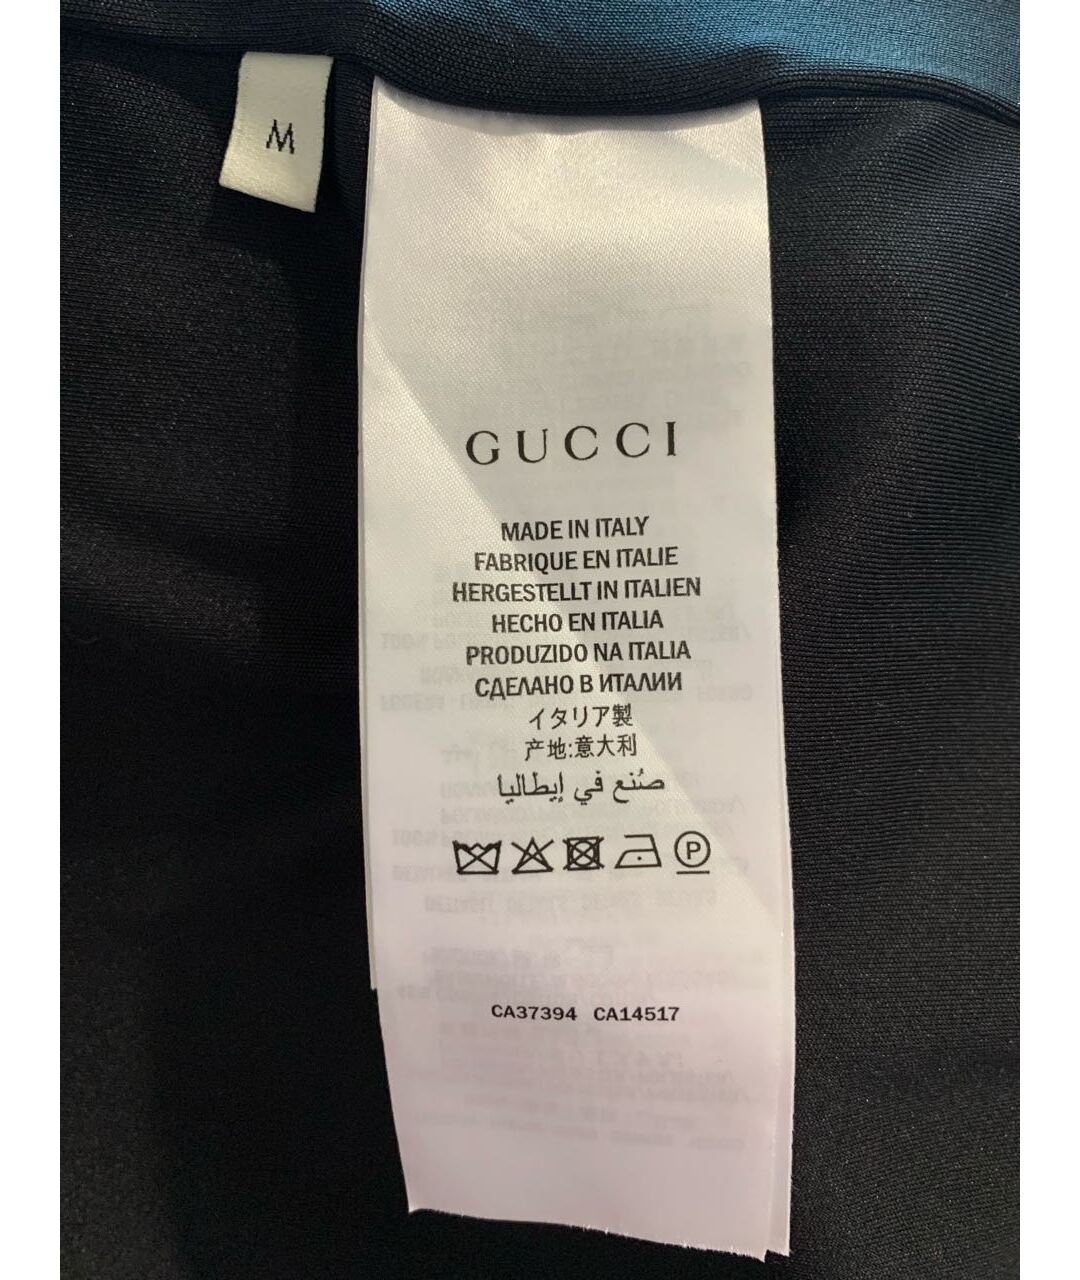 M
GUCCI
MADE IN ITALY
FABRIQUE EN ITALIE
HERGESTELLT IN ITALIEN
HECHO EN ITALIA
PRODUZIDO NA ITALIA
СДЕЛАНО В ИТАЛИИ
イタリア製
产地:意大利
صُنع في إيطاليا
P
CA37394 CA14517